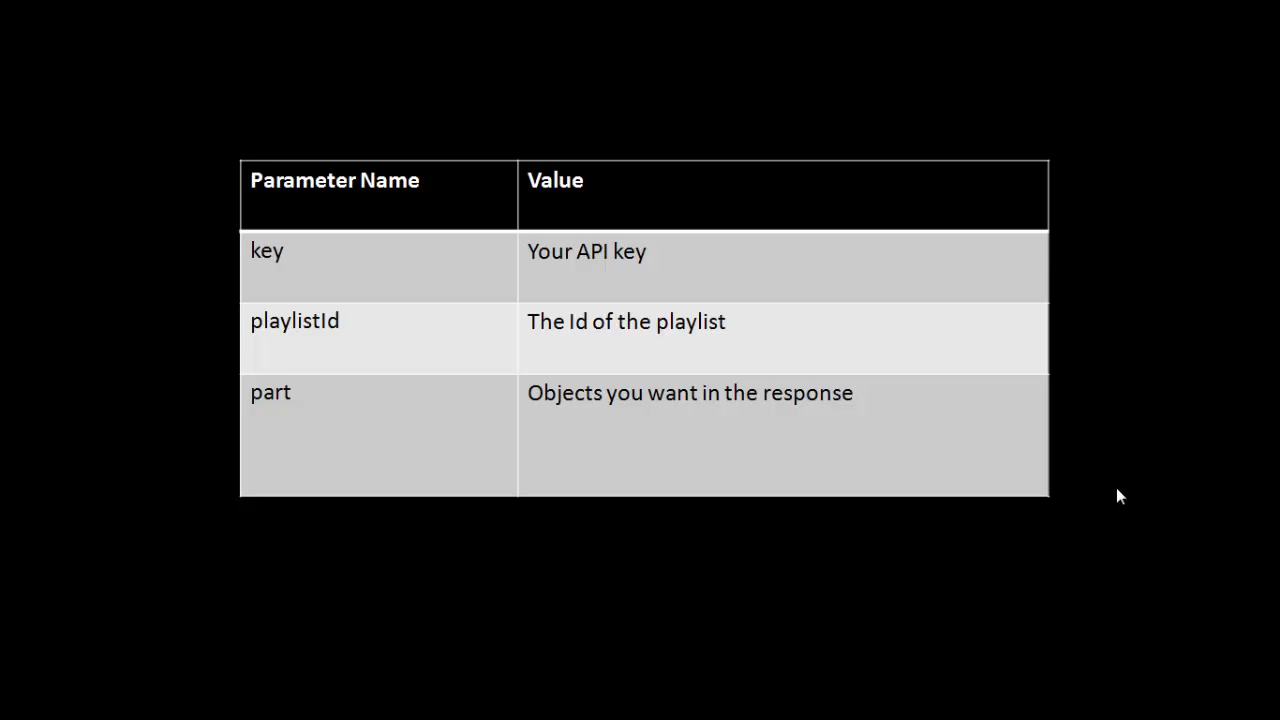 Parameter Name Value
key Your API key
playlistId The Id of the playlist
part Objects you want in the response